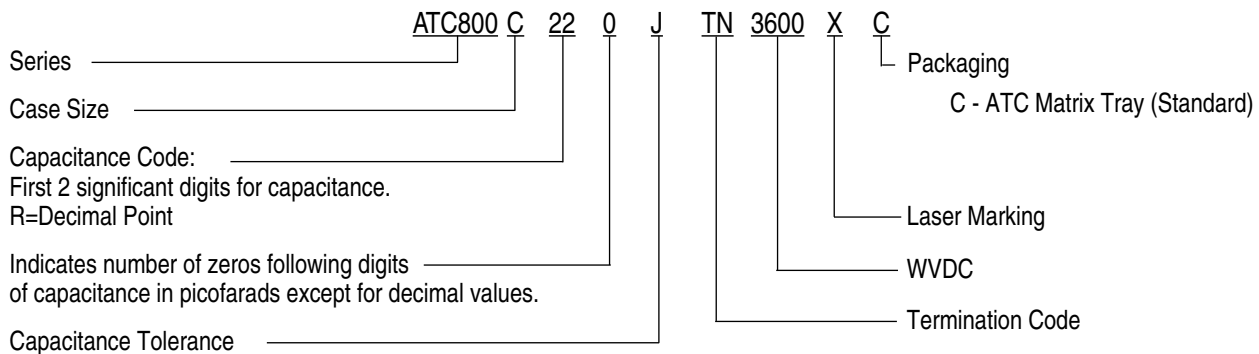 ATC800 C 22 0 J TN 3600 X C
Series
Case Size
Capacitance Code:
First 2 significant digits for capacitance.
R=Decimal Point
Indicates number of zeros following digits
of capacitance in picofarads except for decimal values.
Capacitance Tolerance
Packaging
C - ATC Matrix Tray (Standard)
Laser Marking
WVDC
Termination Code